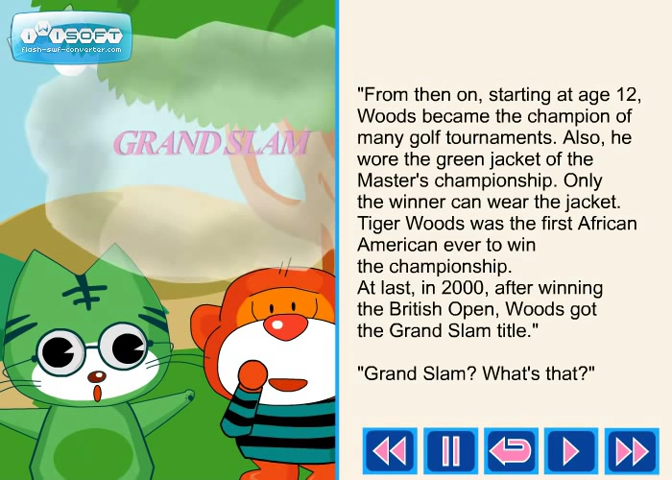 iWiSOFT
flash-swf-converter.com
GRAND SLAM
"From then on, starting at age 12,
Woods became the champion of
many golf tournaments. Also, he
wore the green jacket of the
Master's championship. Only
the winner can wear the jacket.
Tiger Woods was the first African
American ever to win
the championship.
At last, in 2000, after winning
the British Open, Woods got
the Grand Slam title."
"Grand Slam? What's that?"